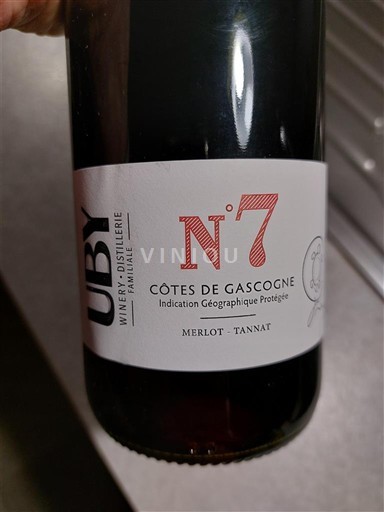 UBY
WINERY • DISTILLERIE
FAMILIALE
N°7
VINIOU
CÔTES DE GASCOGNE
Indication Géographique Protégée
MERLOT - TANNAT